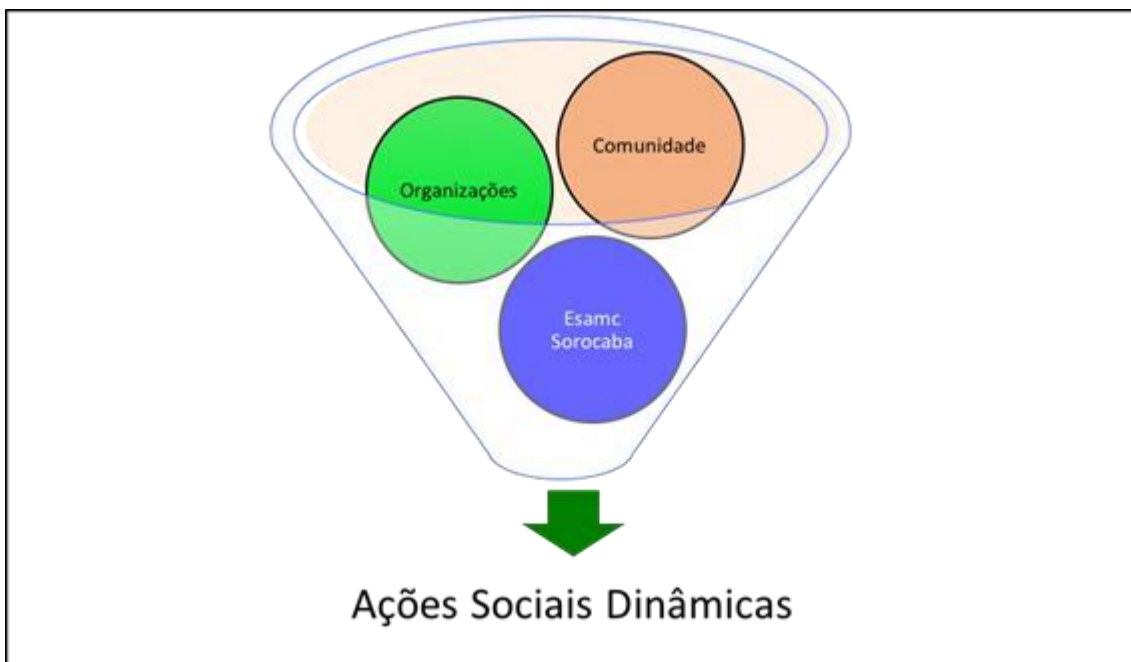 Comunidade
Organizações
Esamc
Sorocaba
Ações Sociais Dinâmicas